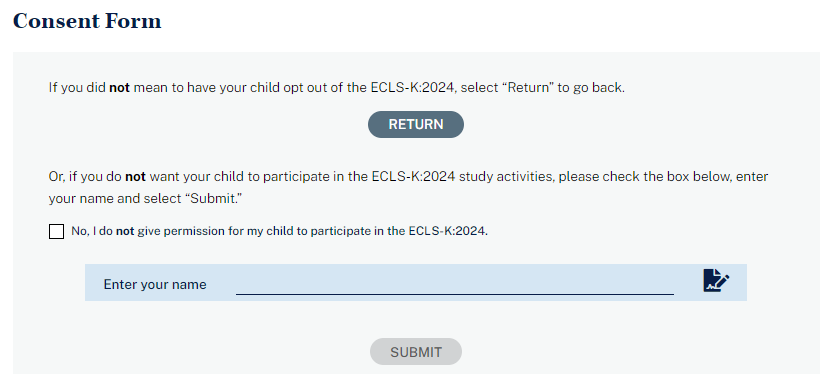 Consent Form
If you did not mean to have your child opt out of the ECLS-K:2024, select “Return” to go back.
RETURN
Or, if you do not want your child to participate in the ECLS-K:2024 study activities, please check the box below, enter
your name and select “Submit.”
No, I do not give permission for my child to participate in the ECLS-K:2024.
Enter your name
SUBMIT